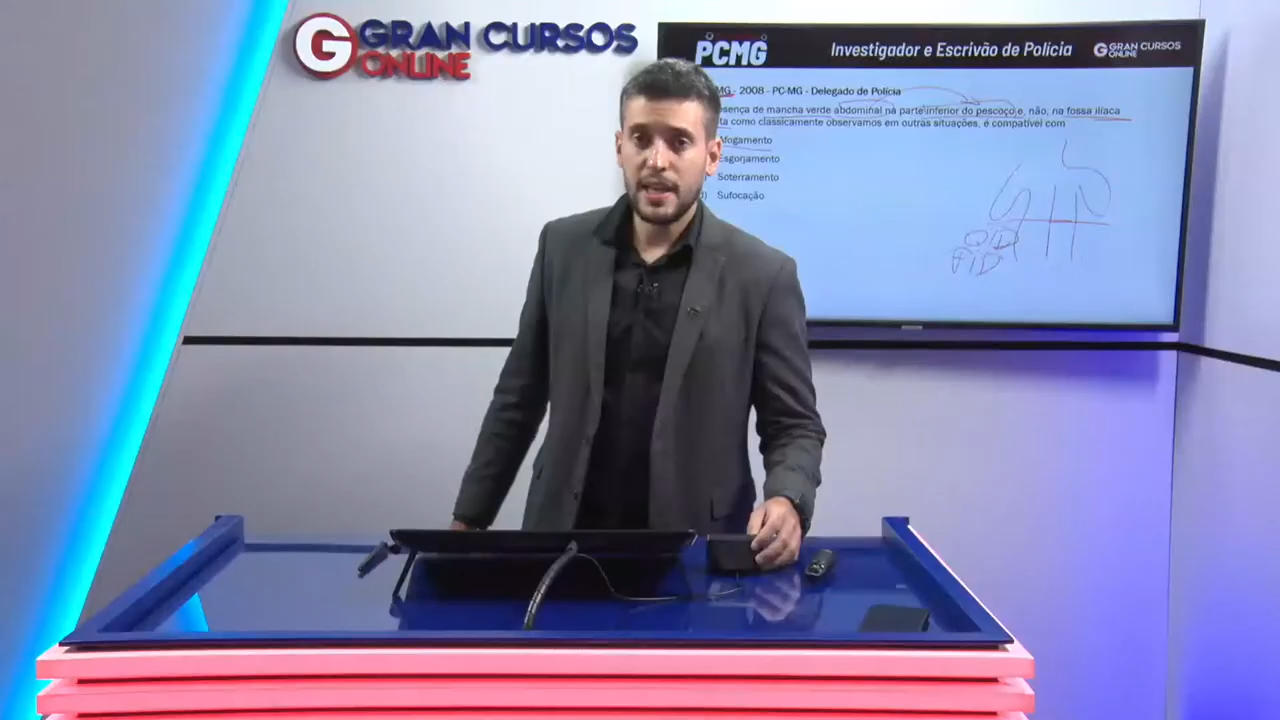 GRAN CURSOS
ONLINE
PCMG
Investigador e Escrivão de Polícia
GRAN CURSOS
ONLINE
MG - 2008 - PC-MG - Delegado de Polícia
esença de mancha verde abdominal na parte inferior do pescoço e, não, na fossa ilíaca
ta como classicamente observamos em outras situações, é compatível com
Afogamento
Esgorjamento
Soterramento
d) Sufocação
QID
FID